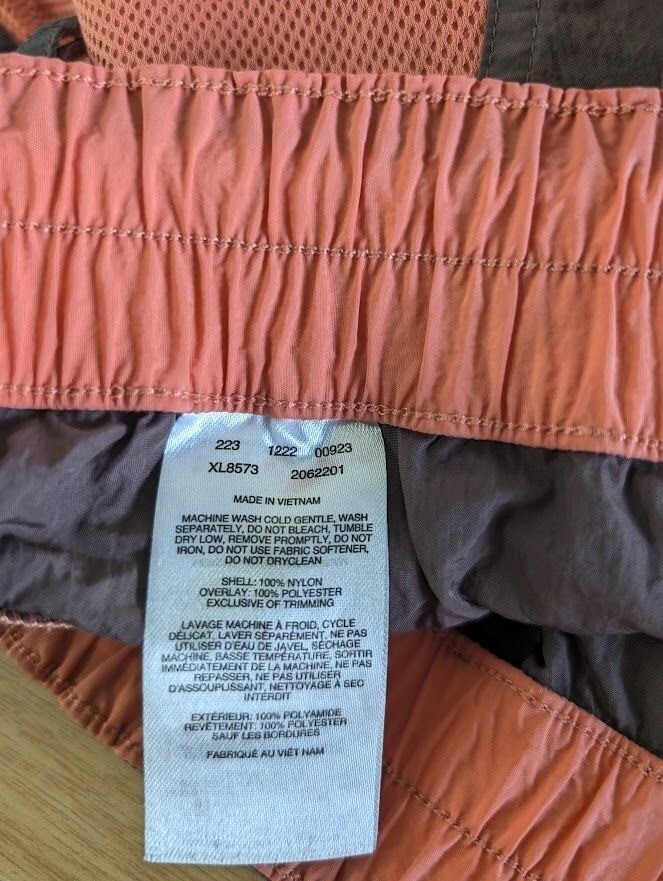 223 1222 00923
XL8573 2062201
MADE IN VIETNAM
MACHINE WASH COLD GENTLE, WASH
SEPARATELY, DO NOT BLEACH, TUMBLE
DRY LOW, REMOVE PROMPTLY, DO NOT
IRON, DO NOT USE FABRIC SOFTENER,
DO NOT DRYCLEAN
SHELL: 100% NYLON
OVERLAY: 100% POLYESTER
EXCLUSIVE OF TRIMMING
LAVAGE MACHINE À FROID, CYCLE
DÉLICAT, LAVER SÉPARÉMENT, NE PAS
UTILISER D'EAU DE JAVEL, SÉCHAGE
MACHINE, BASSE TEMPÉRATURE, SORTIR
IMMÉDIATEMENT DE LA MACHINE, NE PAS
REPASSER, NE PAS UTILISER
D'ASSOUPLISSANT, NETTOYAGE À SEC
INTERDIT
EXTÉRIEUR: 100% POLYAMIDE
REVÊTEMENT: 100% POLYESTER
SAUF LES BORDURES
FABRIQUÉ AU VIÊT NAM